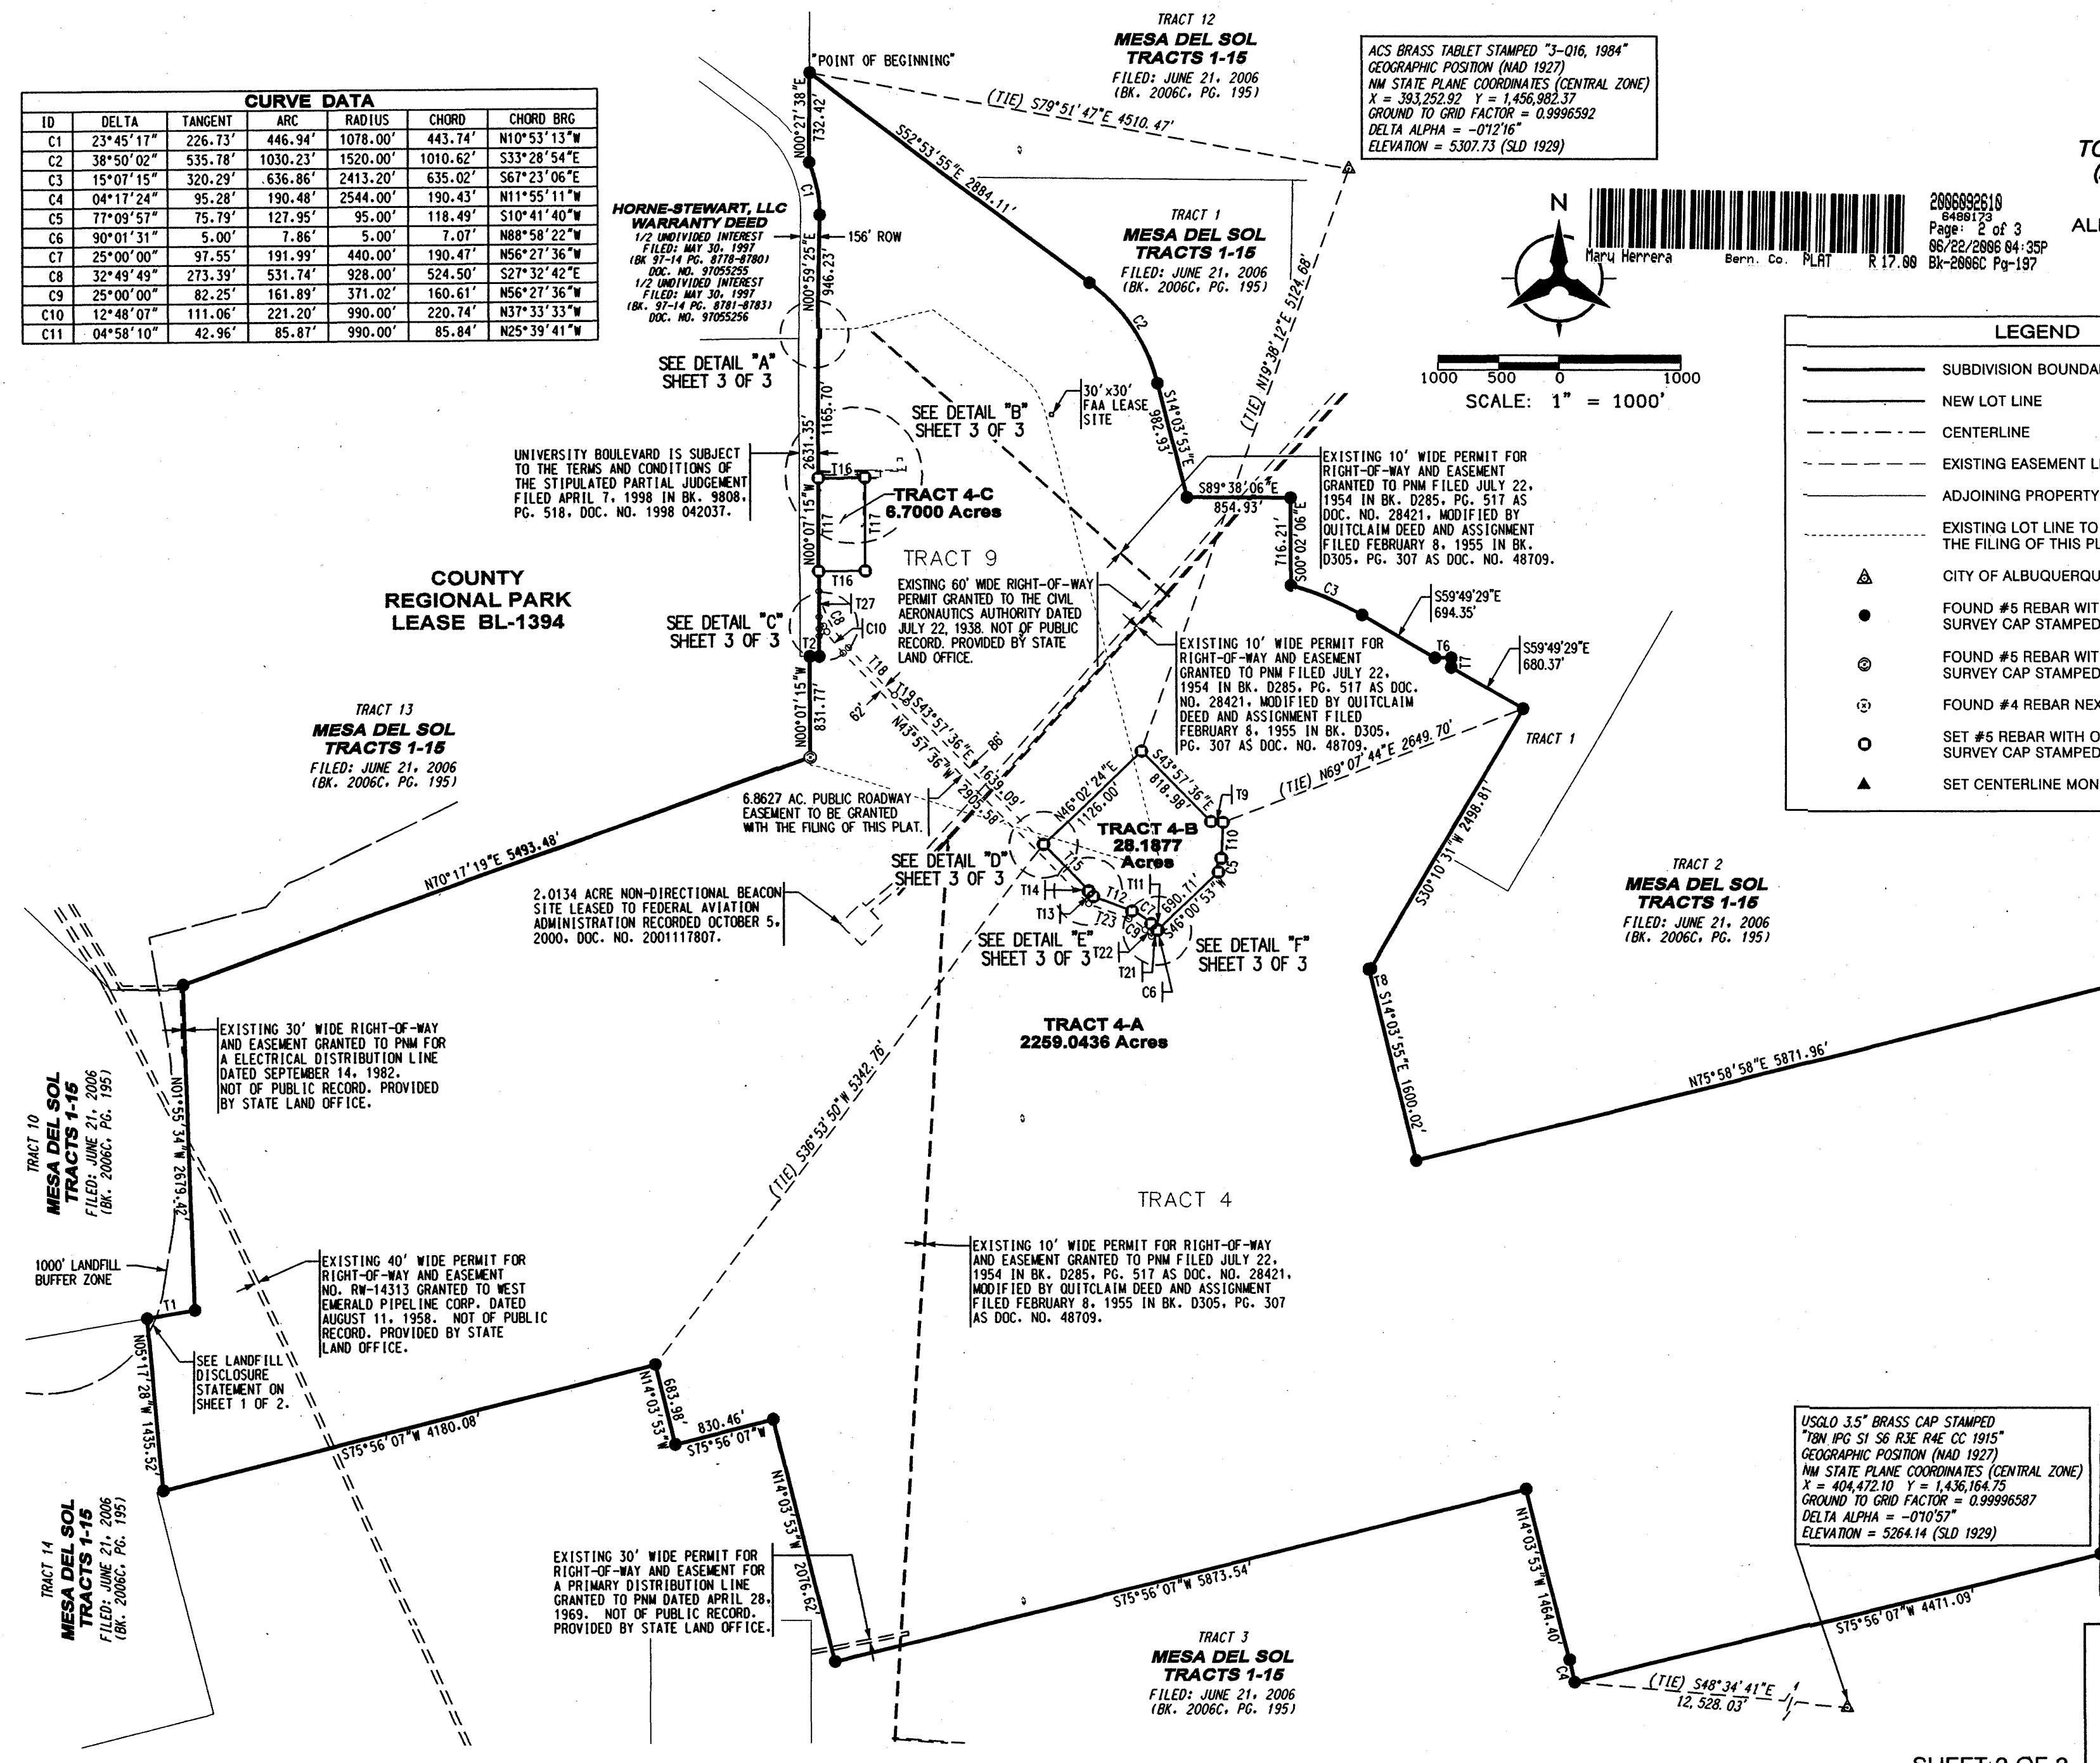 TRACT 12
MESA DEL SOL
TRACTS 1-15
FILED: JUNE 21, 2006
(BK. 2006C, PG. 195)
"POINT OF BEGINNING"
ACS BRASS TABLET STAMPED "3-Q16, 1984"
GEOGRAPHIC POSITION (NAD 1927)
NM STATE PLANE COORDINATES (CENTRAL ZONE)
X = 393,252.92 Y = 1,456,982.37
GROUND TO GRID FACTOR = 0.9996592
DELTA ALPHA = -0°12'16"
ELEVATION = 5307.73 (SLD 1929)
CURVE DATA
ID DELTA TANGENT ARC RADIUS CHORD CHORD BRG
C1 23°45'17" 226.73' 446.94' 1078.00' 443.74' N10°53'13"W
C2 38°50'02" 535.78' 1030.23' 1520.00' 1010.62' S33°28'54"E
C3 15°07'15" 320.29' 636.86' 2413.20' 635.02' S67°23'06"E
C4 04°17'24" 95.28' 190.48' 2544.00' 190.43' N11°55'11"W
C5 77°09'57" 75.79' 127.95' 95.00' 118.49' S10°41'40"W
C6 90°01'31" 5.00' 7.86' 5.00' 7.07' N88°58'22"W
C7 25°00'00" 97.55' 191.99' 440.00' 190.47' N56°27'36"W
C8 32°49'49" 273.39' 531.74' 928.00' 524.50' S27°32'42"E
C9 25°00'00" 82.25' 161.89' 371.02' 160.61' N56°27'36"W
C10 12°48'07" 111.06' 221.20' 990.00' 220.74' N37°33'33"W
C11 04°58'10" 42.96' 85.87' 990.00' 85.84' N25°39'41"W
N00°27'38"E
732.42'
(TIE) S79°51'47"E 4510.47'
S52°53'55"E 2884.11'
C1
HORNE-STEWART, LLC
WARRANTY DEED
1/2 UNDIVIDED INTEREST
FILED: MAY 30, 1997
(BK 97-14 PG. 8778-8780)
DOC. NO. 97055255
1/2 UNDIVIDED INTEREST
FILED: MAY 30, 1997
(BK. 97-14 PG. 8781-8783)
DOC. NO. 97055256
156' ROW
N00°59'25"E
946.23'
TRACT 1
MESA DEL SOL
TRACTS 1-15
FILED: JUNE 21, 2006
(BK. 2006C, PG. 195)
N
Mary Herrera Bern. Co. PLAT R 17.00
2006092610
6480173
Page: 2 of 3
06/22/2006 04:35P
Bk-2006C Pg-197
1000 500 0 1000
SCALE: 1" = 1000'
LEGEND
SUBDIVISION BOUNDA
NEW LOT LINE
CENTERLINE
EXISTING EASEMENT L
ADJOINING PROPERTY
EXISTING LOT LINE TO
THE FILING OF THIS PL
CITY OF ALBUQUERQU
FOUND #5 REBAR WIT
SURVEY CAP STAMPED
FOUND #5 REBAR WIT
SURVEY CAP STAMPED
FOUND #4 REBAR NEX
SET #5 REBAR WITH O
SURVEY CAP STAMPED
SET CENTERLINE MON
C2
(TIE) N19°38'12"E 5124.68'
SEE DETAIL "A"
SHEET 3 OF 3
1165.70'
2631.35'
N00°07'15"W
30'x30'
FAA LEASE
SITE
SEE DETAIL "B"
SHEET 3 OF 3
S14°03'53"E
982.93'
UNIVERSITY BOULEVARD IS SUBJECT
TO THE TERMS AND CONDITIONS OF
THE STIPULATED PARTIAL JUDGEMENT
FILED APRIL 7, 1998 IN BK. 9808,
PG. 518, DOC. NO. 1998 042037.
T16
TRACT 4-C
6.7000 Acres
T17
T17
T16
S89°38'06"E
854.93'
716.21'
S00°02'06"E
EXISTING 10' WIDE PERMIT FOR
RIGHT-OF-WAY AND EASEMENT
GRANTED TO PNM FILED JULY 22,
1954 IN BK. D285, PG. 517 AS
DOC. NO. 28421, MODIFIED BY
QUITCLAIM DEED AND ASSIGNMENT
FILED FEBRUARY 8, 1955 IN BK.
D305, PG. 307 AS DOC. NO. 48709.
TRACT 9
COUNTY
REGIONAL PARK
LEASE BL-1394
EXISTING 60' WIDE RIGHT-OF-WAY
PERMIT GRANTED TO THE CIVIL
AERONAUTICS AUTHORITY DATED
JULY 22, 1938. NOT OF PUBLIC
RECORD. PROVIDED BY STATE
LAND OFFICE.
C3
S59°49'29"E
694.35'
T6
T7
S59°49'29"E
680.37'
SEE DETAIL "C"
SHEET 3 OF 3
T27
C8
C10
T2
EXISTING 10' WIDE PERMIT FOR
RIGHT-OF-WAY AND EASEMENT
GRANTED TO PNM FILED JULY 22,
1954 IN BK. D285, PG. 517 AS DOC.
NO. 28421, MODIFIED BY QUITCLAIM
DEED AND ASSIGNMENT FILED
FEBRUARY 8, 1955 IN BK. D305,
PG. 307 AS DOC. NO. 48709.
N00°07'15"W
831.77'
T18
T19
62'
S43°57'36"E 1639.09'
N43°57'36"W 2905.58'
86'
TRACT 13
MESA DEL SOL
TRACTS 1-15
FILED: JUNE 21, 2006
(BK. 2006C, PG. 195)
TRACT 1
(TIE) N69°07'44"E 2649.70'
S43°57'36"E
818.98'
N46°02'24"E
1126.00'
T9
T10
C5
TRACT 4-B
28.1877
Acres
6.8627 AC. PUBLIC ROADWAY
EASEMENT TO BE GRANTED
WITH THE FILING OF THIS PLAT.
SEE DETAIL "D"
SHEET 3 OF 3
T15
T14
T13
T12
T11
T23
C7
C9
690.71'
S46°00'53"W
T22
T21
C6
SEE DETAIL "E"
SHEET 3 OF 3
SEE DETAIL "F"
SHEET 3 OF 3
2.0134 ACRE NON-DIRECTIONAL BEACON
SITE LEASED TO FEDERAL AVIATION
ADMINISTRATION RECORDED OCTOBER 5,
2000, DOC. NO. 2001117807.
N70°17'19"E 5493.48'
S30°10'31"W 2498.81'
TRACT 2
MESA DEL SOL
TRACTS 1-15
FILED: JUNE 21, 2006
(BK. 2006C, PG. 195)
T8
S14°03'55"E 1600.02'
N75°58'58"E 5871.96'
TRACT 4-A
2259.0436 Acres
EXISTING 30' WIDE RIGHT-OF-WAY
AND EASEMENT GRANTED TO PNM FOR
A ELECTRICAL DISTRIBUTION LINE
DATED SEPTEMBER 14, 1982.
NOT OF PUBLIC RECORD. PROVIDED
BY STATE LAND OFFICE.
N01°55'34"W 2679.42'
TRACT 10
MESA DEL SOL
TRACTS 1-15
FILED: JUNE 21, 2006
(BK. 2006C, PG. 195)
(TIE) S36°53'50"W 5342.76'
TRACT 4
1000' LANDFILL
BUFFER ZONE
T1
EXISTING 40' WIDE PERMIT FOR
RIGHT-OF-WAY AND EASEMENT
NO. RW-14313 GRANTED TO WEST
EMERALD PIPELINE CORP. DATED
AUGUST 11, 1958. NOT OF PUBLIC
RECORD. PROVIDED BY STATE
LAND OFFICE.
EXISTING 10' WIDE PERMIT FOR RIGHT-OF-WAY
AND EASEMENT GRANTED TO PNM FILED JULY 22,
1954 IN BK. D285, PG. 517 AS DOC. NO. 28421,
MODIFIED BY QUITCLAIM DEED AND ASSIGNMENT
FILED FEBRUARY 8, 1955 IN BK. D305, PG. 307
AS DOC. NO. 48709.
SEE LANDFILL
DISCLOSURE
STATEMENT ON
SHEET 1 OF 2.
N05°17'28"W 1435.52'
S75°56'07"W 4180.08'
683.98'
N14°03'53"W
830.46'
S75°56'07"W
N14°03'53"W 2076.62'
TRACT 14
MESA DEL SOL
TRACTS 1-15
FILED: JUNE 21, 2006
(BK. 2006C, PG. 195)
EXISTING 30' WIDE PERMIT FOR
RIGHT-OF-WAY AND EASEMENT FOR
A PRIMARY DISTRIBUTION LINE
GRANTED TO PNM DATED APRIL 28,
1969. NOT OF PUBLIC RECORD.
PROVIDED BY STATE LAND OFFICE.
S75°56'07"W 5873.54'
N14°03'53"W 1464.40'
C4
USGLO 3.5" BRASS CAP STAMPED
"T8N IPG S1 S6 R3E R4E CC 1915"
GEOGRAPHIC POSITION (NAD 1927)
NM STATE PLANE COORDINATES (CENTRAL ZONE)
X = 404,472.10 Y = 1,436,164.75
GROUND TO GRID FACTOR = 0.99996587
DELTA ALPHA = -0°10'57"
ELEVATION = 5264.14 (SLD 1929)
S75°56'07"W 4471.09'
(TIE) S48°34'41"E
12,528.03'
TRACT 3
MESA DEL SOL
TRACTS 1-15
FILED: JUNE 21, 2006
(BK. 2006C, PG. 195)